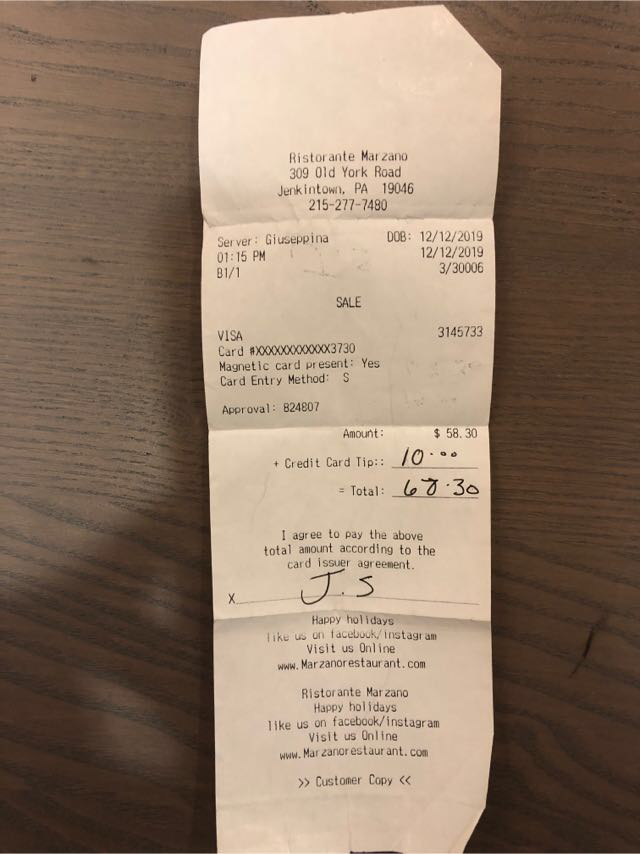 Ristorante Marzano
309 Old York Road
Jenkintown, PA 19046
215-277-7480
Server: Giuseppina DOB: 12/12/2019
01:15 PM 12/12/2019
B1/1 3/30006
SALE
VISA 3145733
Card #XXXXXXXXXXXX3730
Magnetic card present: Yes
Card Entry Method: S
Approval: 824807
Amount: $ 58.30
+ Credit Card Tip:: 10.00
= Total: 68.30
I agree to pay the above
total amount according to the
card issuer agreement.
X J.S
Happy holidays
like us on facebook/instagram
Visit us Online
www.Marzanorestaurant.com
Ristorante Marzano
Happy holidays
like us on facebook/instagram
Visit us Online
www.Marzanorestaurant.com
>> Customer Copy <<